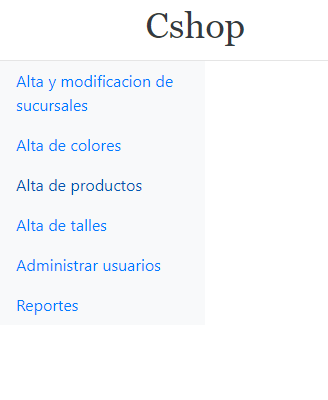 Cshop
Alta y modificacion de
sucursales
Alta de colores
Alta de productos
Alta de talles
Administrar usuarios
Reportes